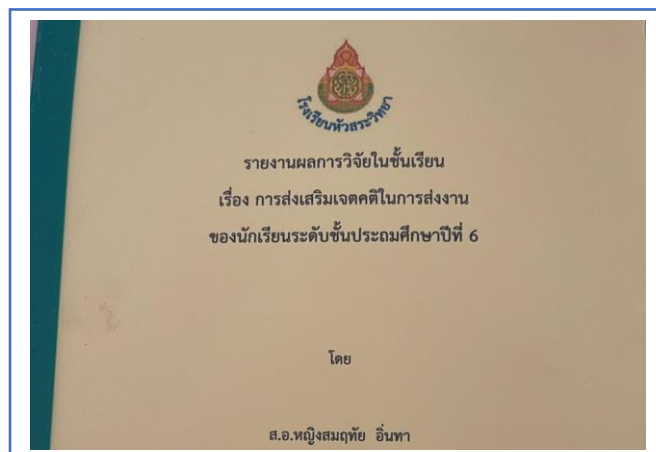 โรงเรียนหัวสระวิทยา
รายงานผลการวิจัยในชั้นเรียน
เรื่อง การส่งเสริมเจตคติในการส่งงาน
ของนักเรียนระดับชั้นประถมศึกษาปีที่ 6
โดย
ส.อ.หญิงสมฤทัย อิ่นทา